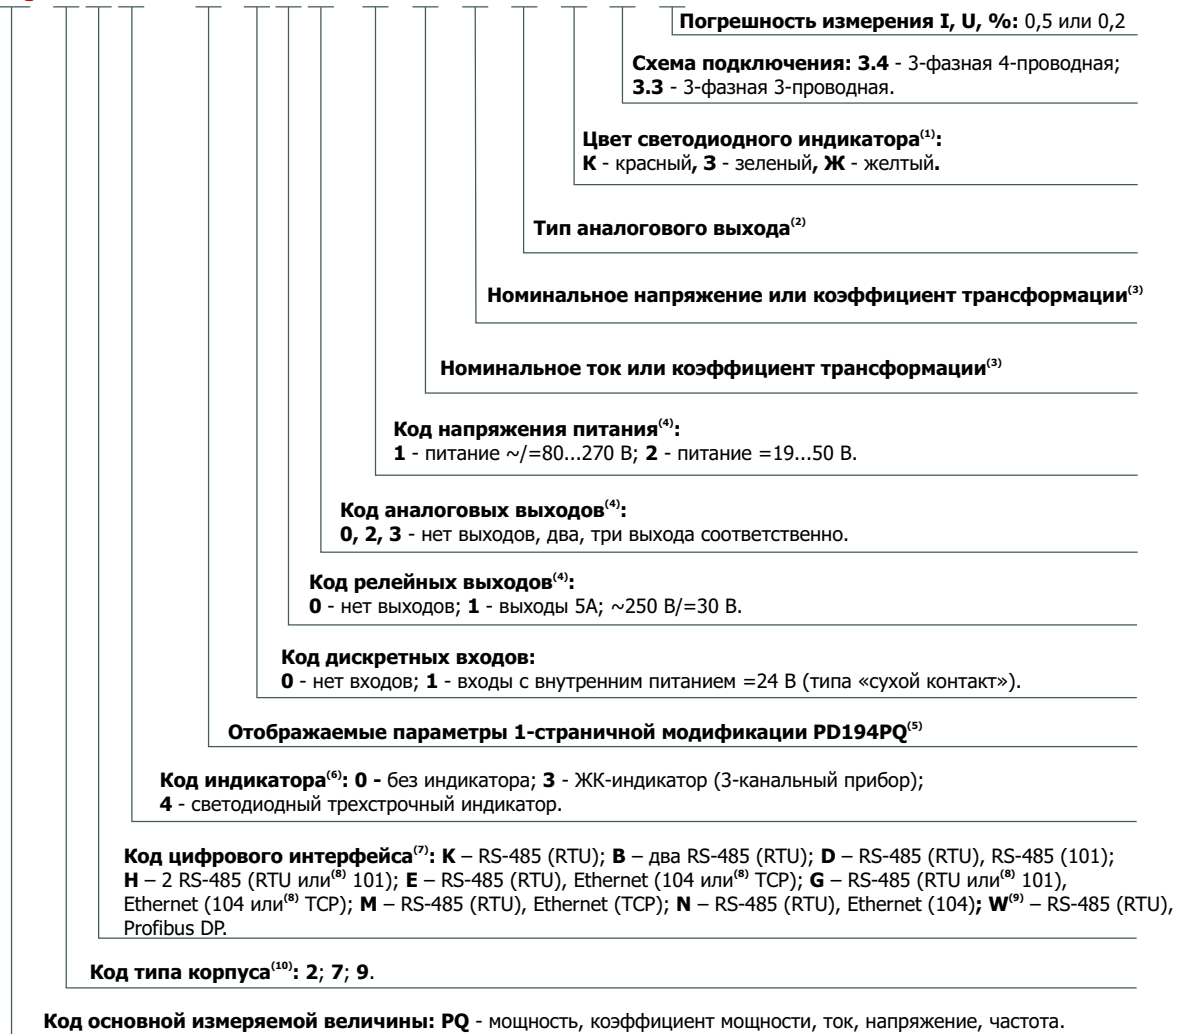 Погрешность измерения I, U, %: 0,5 или 0,2
Схема подключения: 3.4 - 3-фазная 4-проводная;
3.3 - 3-фазная 3-проводная.
Цвет светодиодного индикатора(1):
К - красный, З - зеленый, Ж - желтый.
Тип аналогового выхода(2)
Номинальное напряжение или коэффициент трансформации(3)
Номинальное ток или коэффициент трансформации(3)
Код напряжения питания(4):
1 - питание ~/=80...270 В; 2 - питание =19...50 В.
Код аналоговых выходов(4):
0, 2, 3 - нет выходов, два, три выхода соответственно.
Код релейных выходов(4):
0 - нет выходов; 1 - выходы 5А; ~250 В/=30 В.
Код дискретных входов:
0 - нет входов; 1 - входы с внутренним питанием =24 В (типа «сухой контакт»).
Отображаемые параметры 1-страничной модификации PD194PQ(5)
Код индикатора(6): 0 - без индикатора; 3 - ЖК-индикатор (3-канальный прибор);
4 - светодиодный трехстрочный индикатор.
Код цифрового интерфейса(7): K – RS-485 (RTU); B – два RS-485 (RTU); D – RS-485 (RTU), RS-485 (101);
H – 2 RS-485 (RTU или(8) 101); E – RS-485 (RTU), Ethernet (104 или(8) TCP); G – RS-485 (RTU или(8) 101),
Ethernet (104 или(8) TCP); M – RS-485 (RTU), Ethernet (TCP); N – RS-485 (RTU), Ethernet (104); W(9) – RS-485 (RTU),
Profibus DP.
Код типа корпуса(10): 2; 7; 9.
Код основной измеряемой величины: PQ - мощность, коэффициент мощности, ток, напряжение, частота.